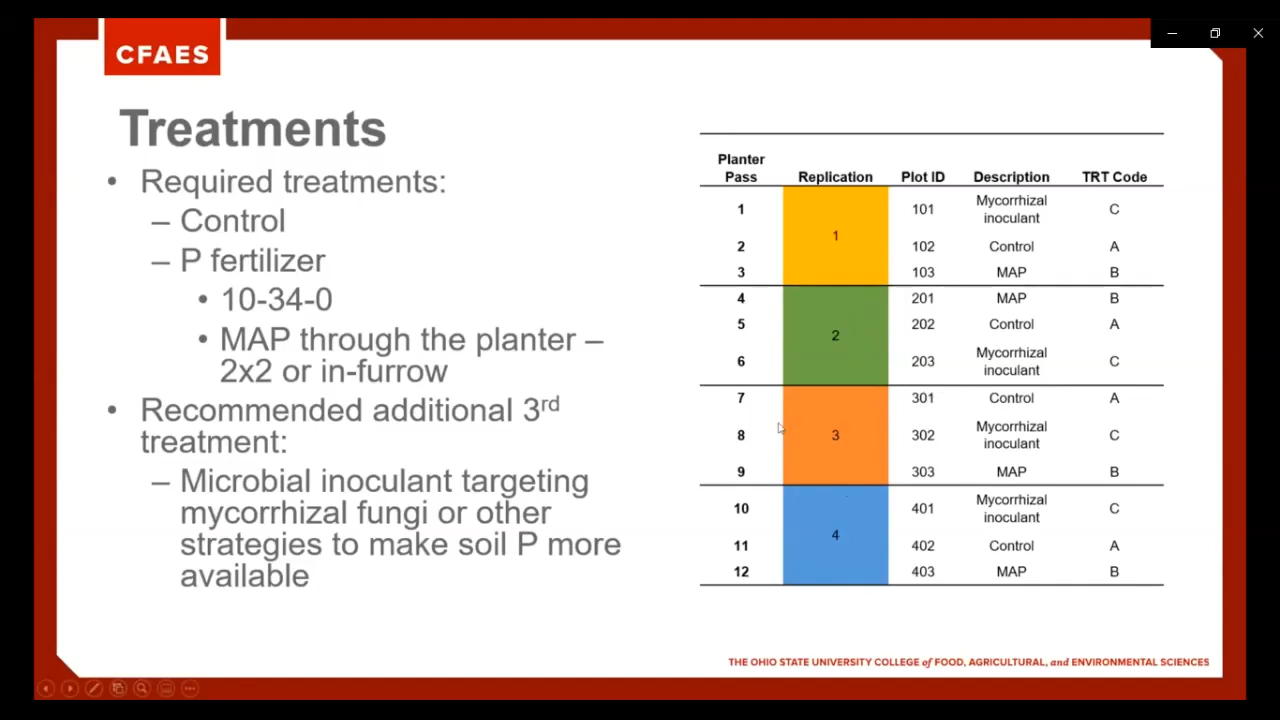 CFAES
Treatments
• Required treatments:
– Control
– P fertilizer
• 10-34-0
• MAP through the planter –
2x2 or in-furrow
• Recommended additional 3rd
treatment:
– Microbial inoculant targeting
mycorrhizal fungi or other
strategies to make soil P more
available
Planter
Pass Replication Plot ID Description TRT Code
1 1 101 Mycorrhizal
inoculant C
2 102 Control A
3 103 MAP B
4 2 201 MAP B
5 202 Control A
6 203 Mycorrhizal
inoculant C
7 3 301 Control A
8 302 Mycorrhizal
inoculant C
9 303 MAP B
10 4 401 Mycorrhizal
inoculant C
11 402 Control A
12 403 MAP B
THE OHIO STATE UNIVERSITY COLLEGE of FOOD, AGRICULTURAL, and ENVIRONMENTAL SCIENCES